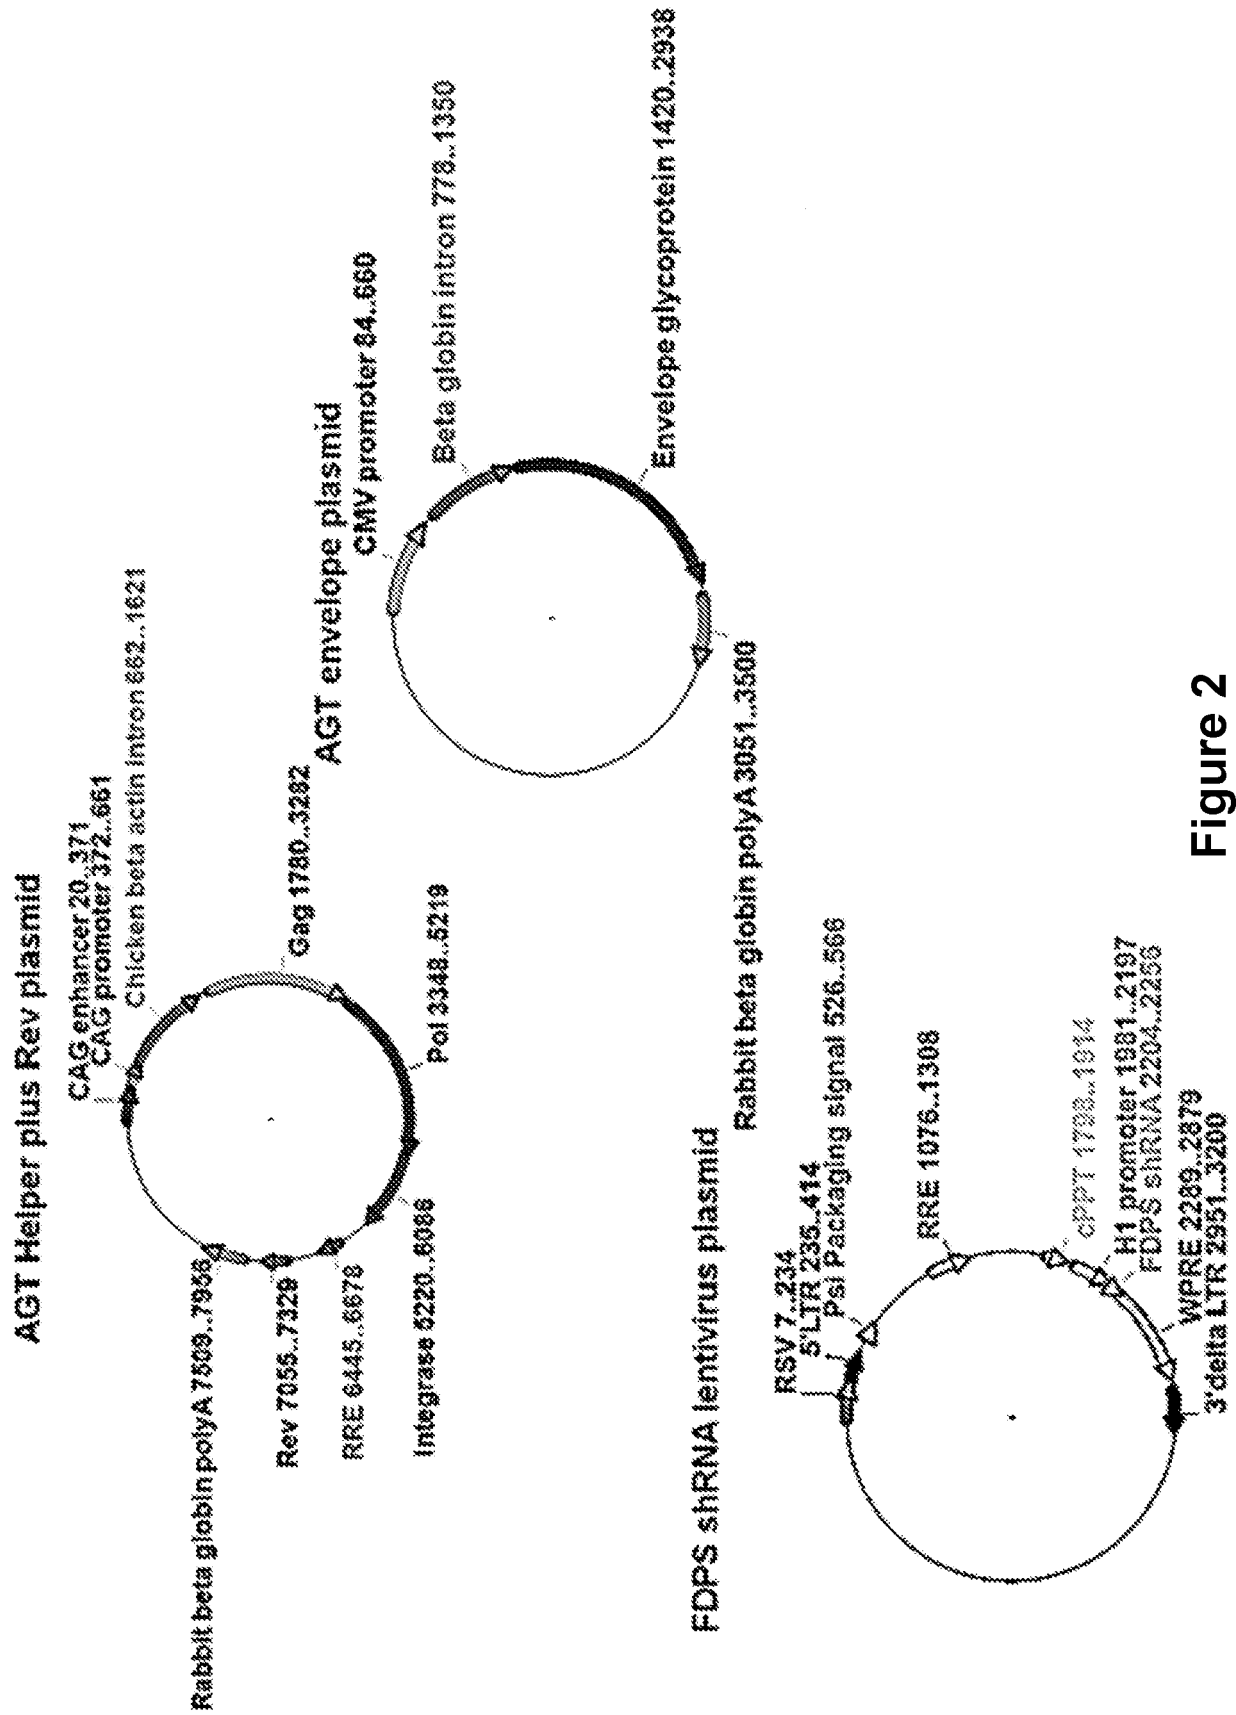 AGT Helper plus Rev plasmid
CAG enhancer 20..371
CAG promoter 372..661
Chicken beta actin intron 662..1621
Gag 1780..3282
Pol 3348..5219
Integrase 5220..6088
RRE 6445..6678
Rev 7055..7329
Rabbit beta globin polyA 7509..7956
AGT envelope plasmid
CMV promoter 84..660
Beta globin intron 778..1350
Envelope glycoprotein 1420..2938
Rabbit beta globin polyA 3051..3500
FDPS shRNA lentivirus plasmid
RSV 7..234
5'LTR 235..414
Psi Packaging signal 526..566
RRE 1076..1308
cPPT
H1 promoter 1981..2197
FDPS shRNA 2204..2256
WPRE 2289..2879
3'delta LTR 2951..3200
Figure 2